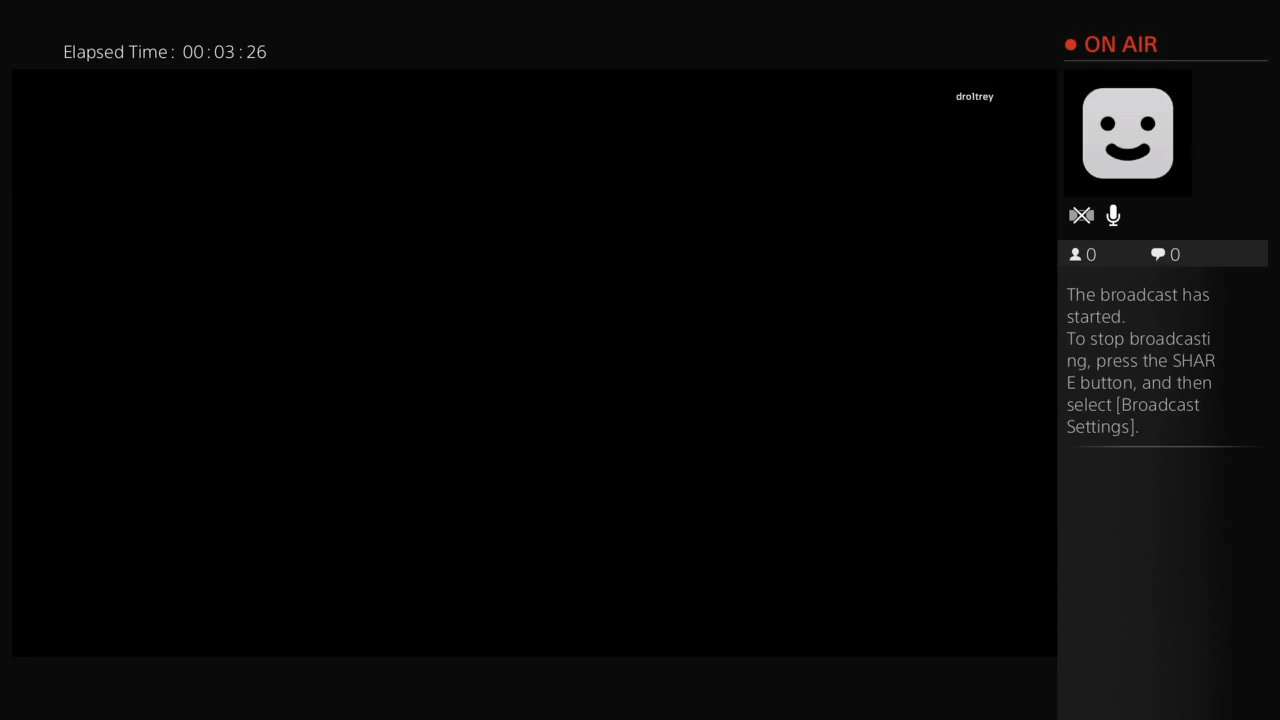 Elapsed Time: 00:03:26
ON AIR
dro1trey
0 0
The broadcast has
started.
To stop broadcasti
ng, press the SHAR
E button, and then
select [Broadcast
Settings].